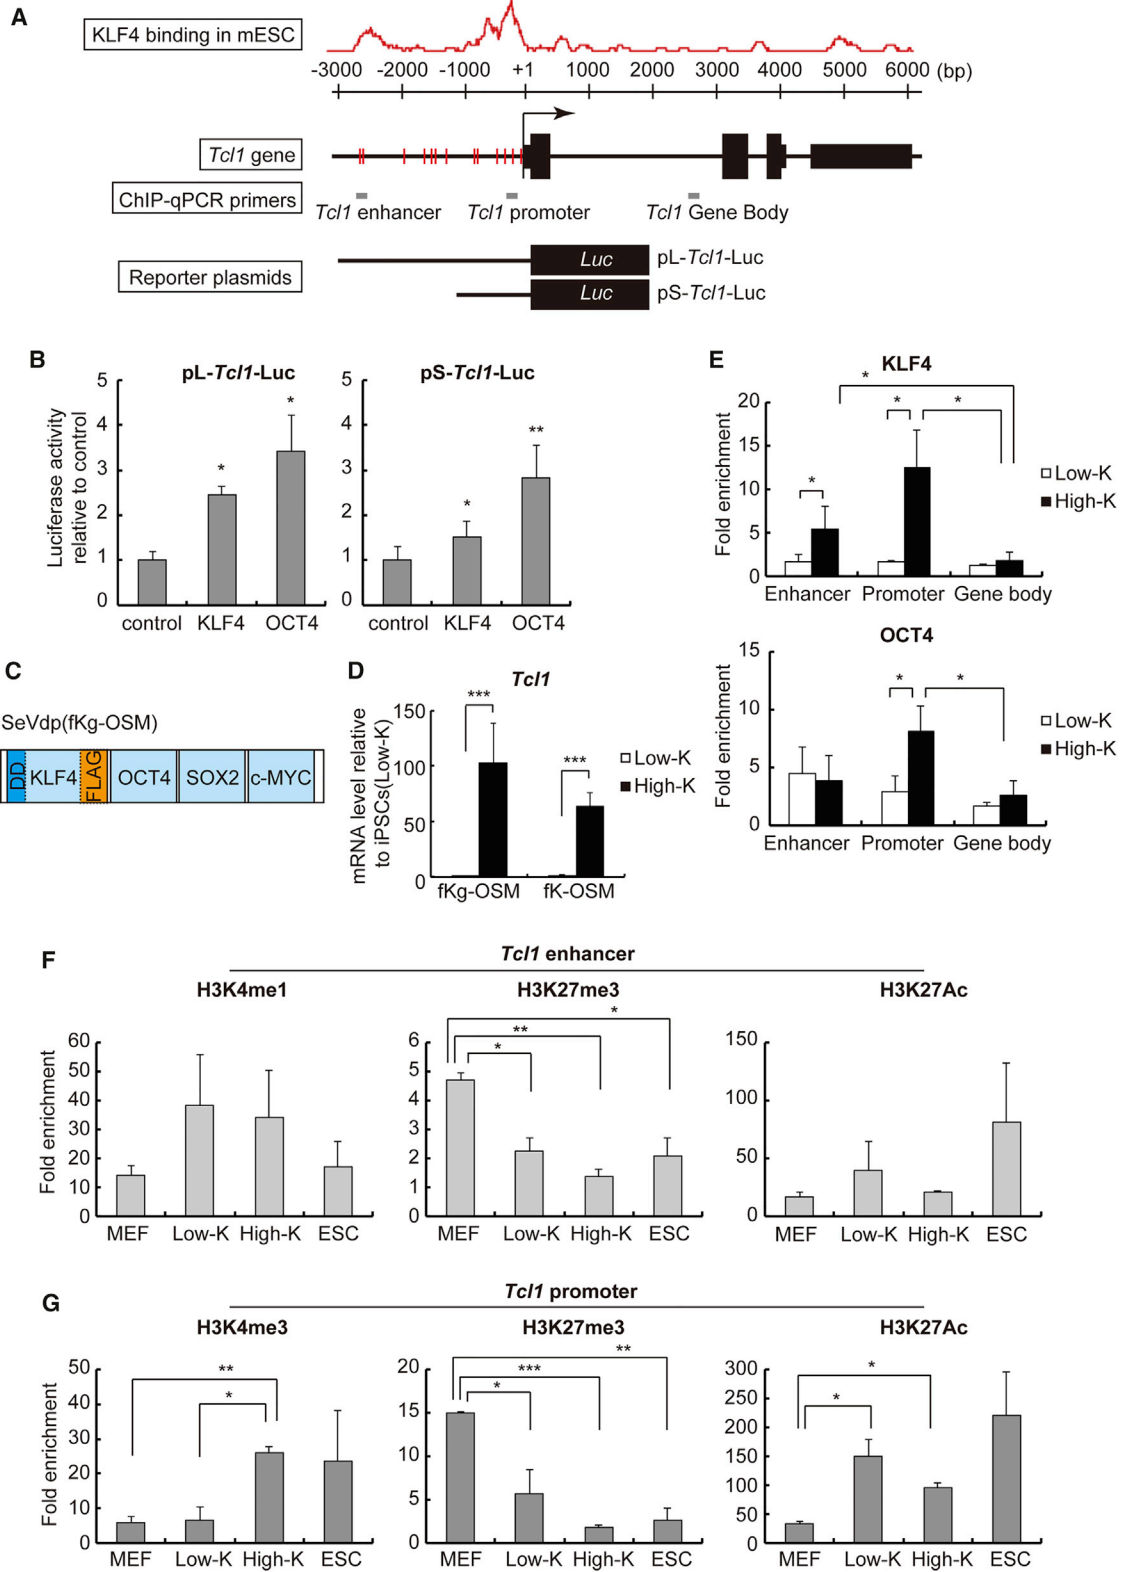 A
KLF4 binding in mESC
-3000 -2000 -1000 +1 1000 2000 3000 4000 5000 6000 (bp)
Tcl1 gene
ChIP-qPCR primers
Tcl1 enhancer Tcl1 promoter Tcl1 Gene Body
Reporter plasmids
Luc pL-Tcl1-Luc
Luc pS-Tcl1-Luc
B
pL-Tcl1-Luc
Luciferase activity
relative to control
5
4
3
2
1
0
*
*
control KLF4 OCT4
pS-Tcl1-Luc
5
4
3
2
1
0
*
**
control KLF4 OCT4
C
SeVdp(fKg-OSM)
DD KLF4 FLAG OCT4 SOX2 c-MYC
D
Tcl1
mRNA level relative
to iPSCs(Low-K)
150
100
50
0
***
***
Low-K
High-K
fKg-OSM fK-OSM
E
KLF4
Fold enrichment
20
15
10
5
0
*
* *
*
Low-K
High-K
Enhancer Promoter Gene body
OCT4
Fold enrichment
15
10
5
0
* *
Low-K
High-K
Enhancer Promoter Gene body
F
Tcl1 enhancer
H3K4me1
Fold enrichment
60
50
40
30
20
10
0
MEF Low-K High-K ESC
H3K27me3
6
5
4
3
2
1
0
*
**
*
MEF Low-K High-K ESC
H3K27Ac
150
100
50
0
MEF Low-K High-K ESC
G
Tcl1 promoter
H3K4me3
Fold enrichment
50
40
30
20
10
0
**
*
MEF Low-K High-K ESC
H3K27me3
20
15
10
5
0
**
***
*
MEF Low-K High-K ESC
H3K27Ac
300
250
200
150
100
50
0
*
*
MEF Low-K High-K ESC